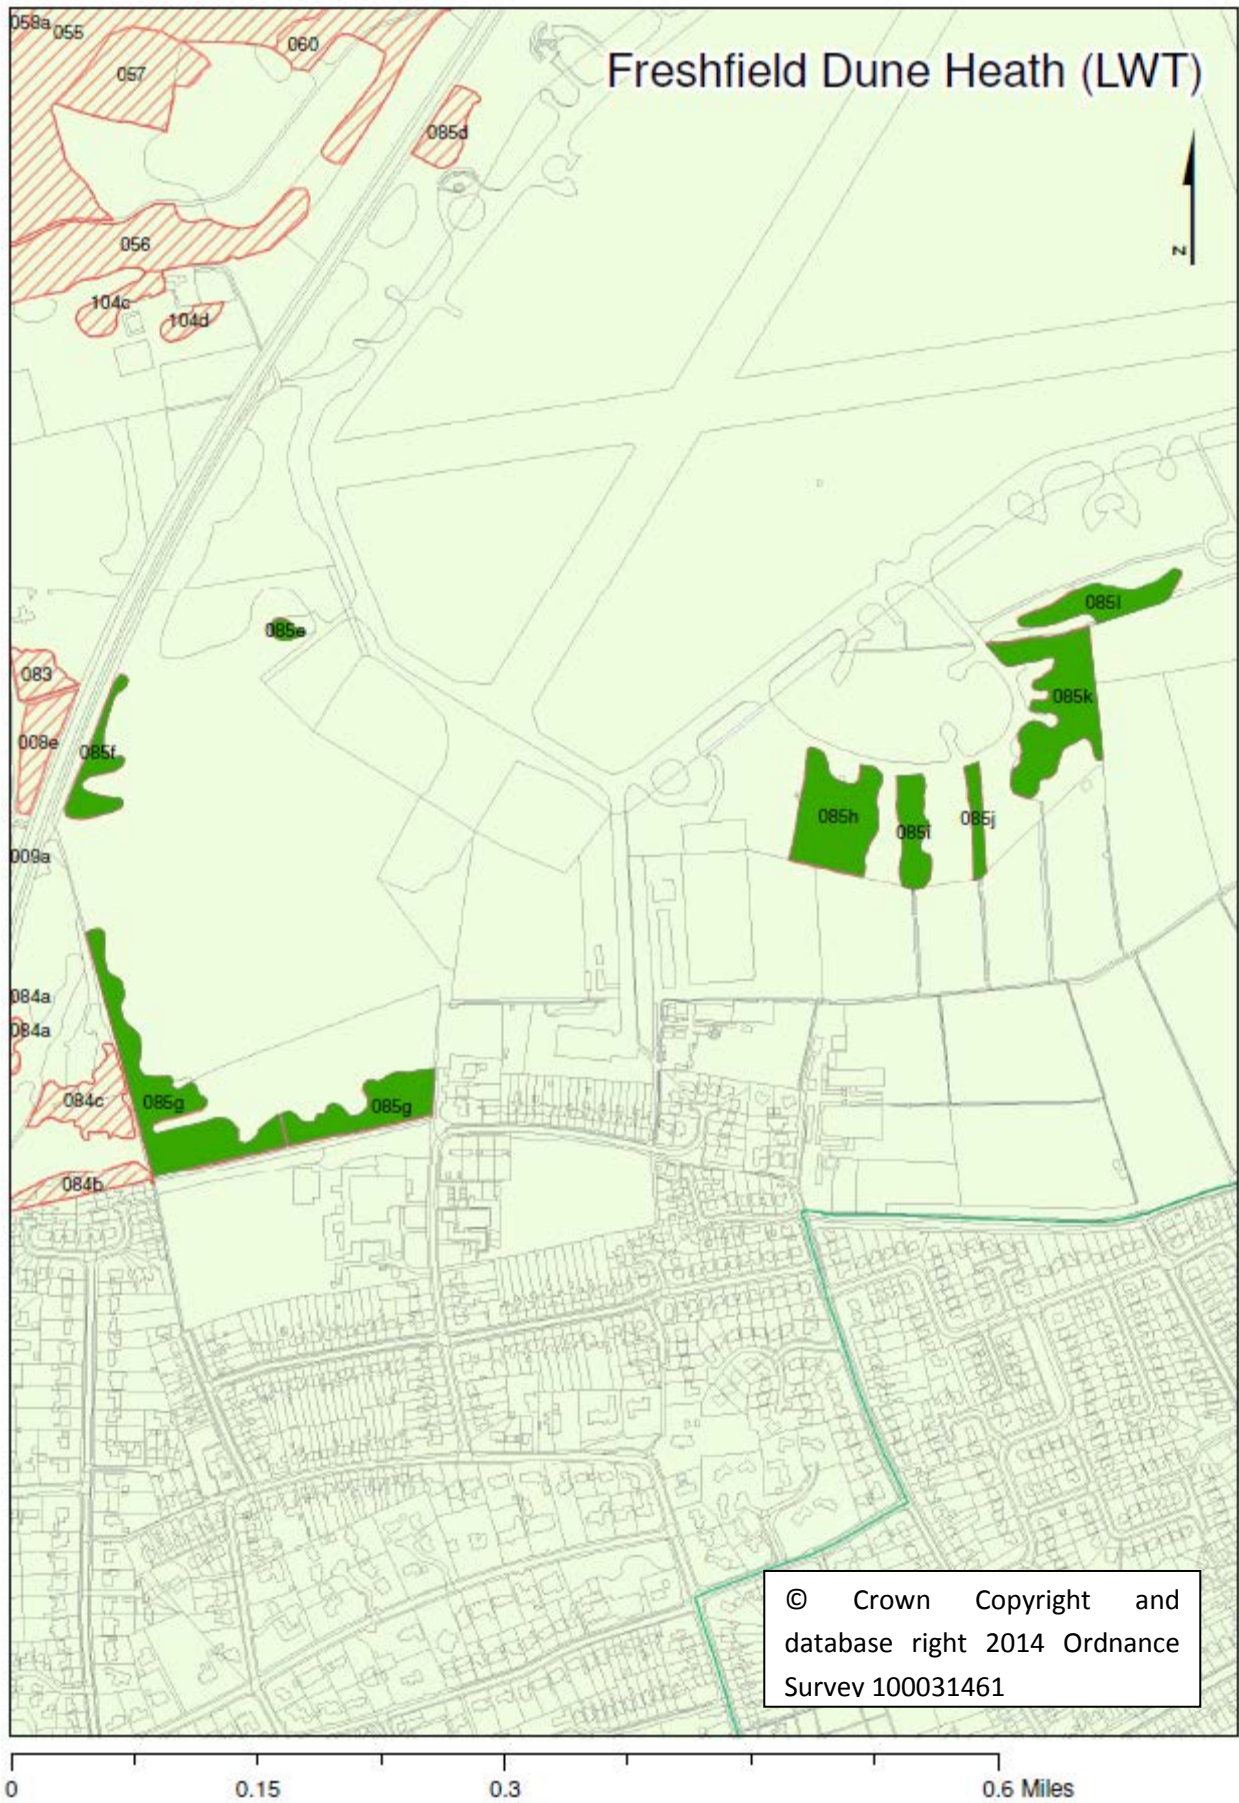 058a
055
060
057
Freshfield Dune Heath (LWT)
085d
056
N
104c
104d
085e
085l
083
085k
008e
085f
085h
085i
085j
009a
084a
084a
084c
085g
085g
084b
© Crown Copyright and
database right 2014 Ordnance
Survey 100031461
0 0.15 0.3 0.6 Miles